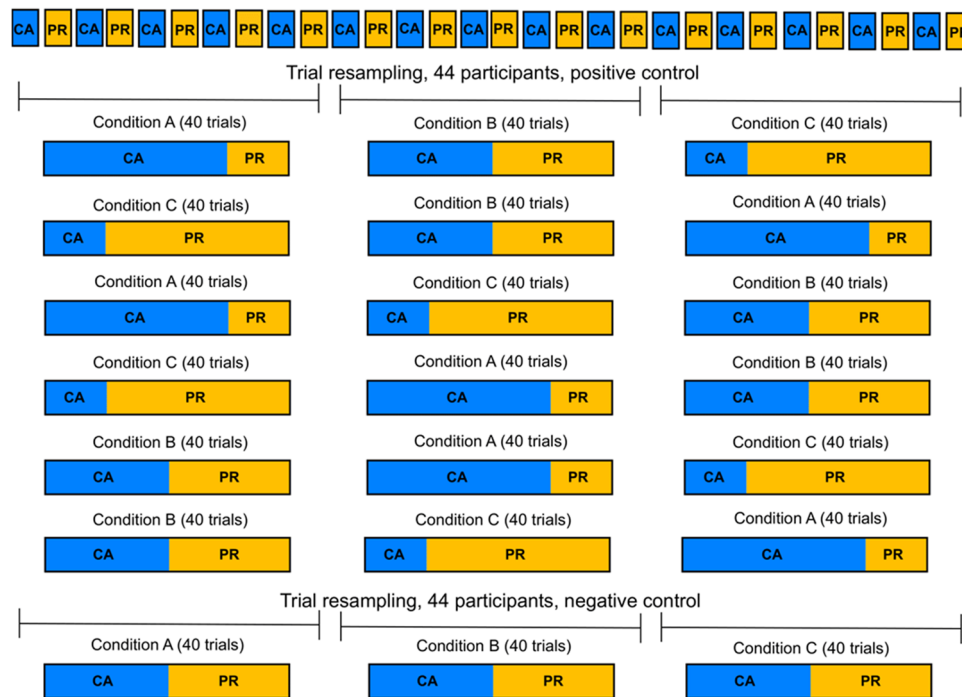 CA PR CA PR CA PR CA PR CA PR CA PR CA PR CA PR CA PR CA PR CA PR CA PR CA PR CA PR CA PR
Trial resampling, 44 participants, positive control
Condition A (40 trials) Condition B (40 trials) Condition C (40 trials)
CA PR CA PR CA PR
Condition C (40 trials) Condition B (40 trials) Condition A (40 trials)
CA PR CA PR CA PR
Condition A (40 trials) Condition C (40 trials) Condition B (40 trials)
CA PR CA PR CA PR
Condition C (40 trials) Condition A (40 trials) Condition B (40 trials)
CA PR CA PR CA PR
Condition B (40 trials) Condition A (40 trials) Condition C (40 trials)
CA PR CA PR CA PR
Condition B (40 trials) Condition C (40 trials) Condition A (40 trials)
CA PR CA PR CA PR
Trial resampling, 44 participants, negative control
Condition A (40 trials) Condition B (40 trials) Condition C (40 trials)
CA PR CA PR CA PR